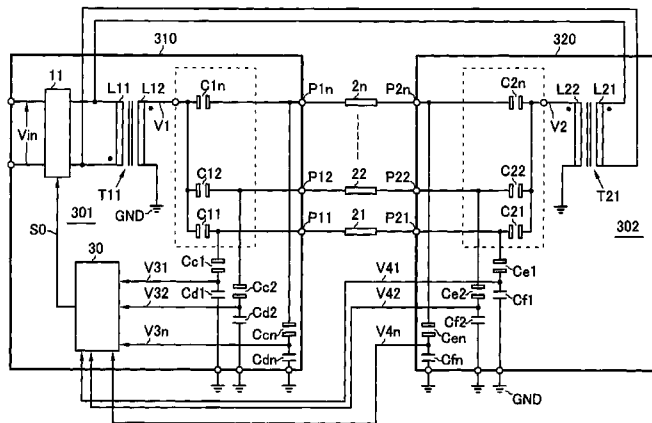 310
320
11
L11
L12
C1n
P1n
2n
P2n
C2n
L22
L21
Vin
V1
V2
T11
C12
P12
22
P22
C22
T21
GND
301
C11
P11
21
P21
C21
302
S0
30
V31
Cc1
V41
Ce1
V32
Cd1
Cc2
V42
Ce2
Cf1
Cd2
Cf2
V3n
Ccn
V4n
Cen
Cdn
Cfn
GND